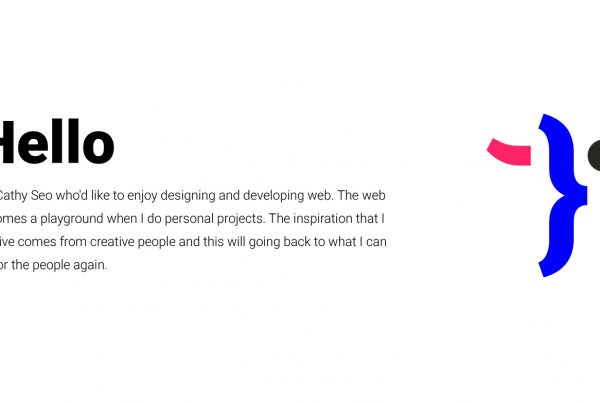 Hello
Cathy Seo who'd like to enjoy designing and developing web. The web
omes a playground when I do personal projects. The inspiration that I
ive comes from creative people and this will going back to what I can
or the people again.